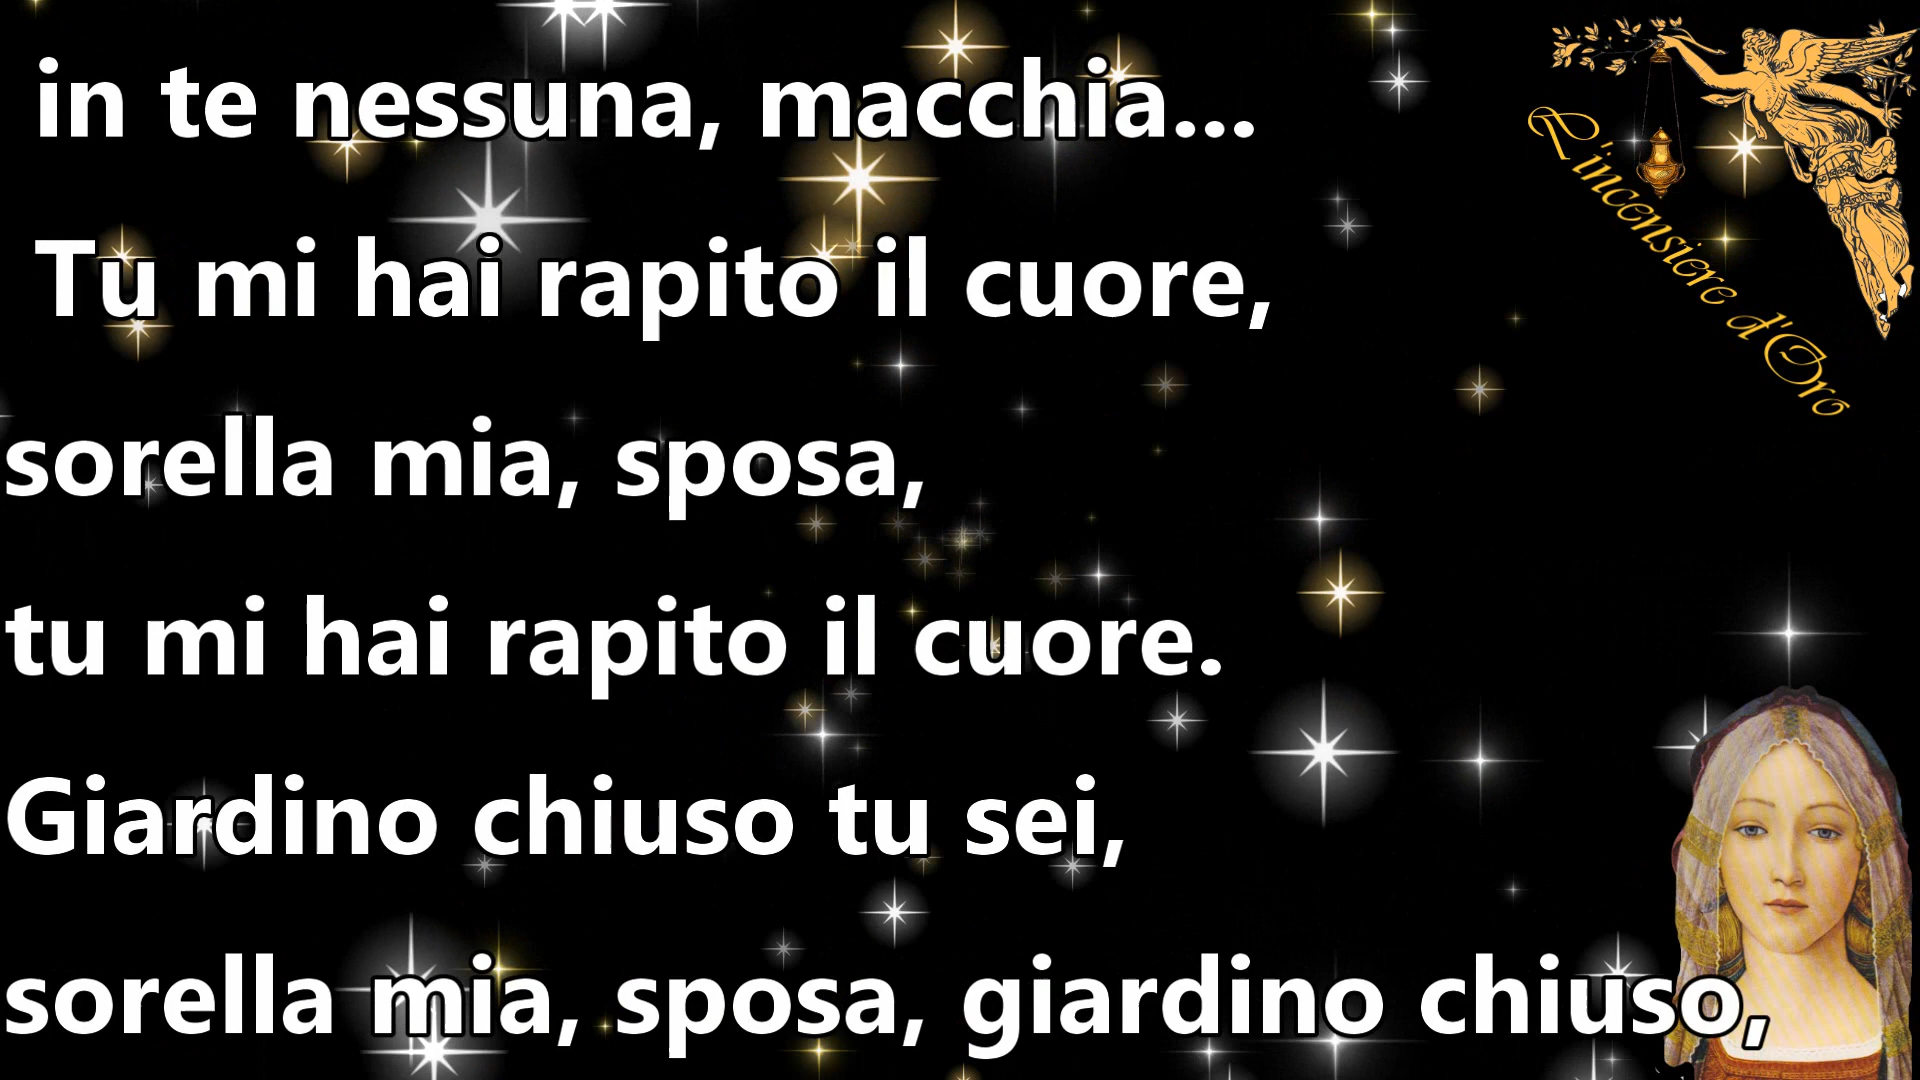 in te nessuna, macchia...
Tu mi hai rapito il cuore,
sorella mia, sposa,
tu mi hai rapito il cuore.
Giardino chiuso tu sei,
sorella mia, sposa, giardino chiuso,
L'incensiere d'Oro